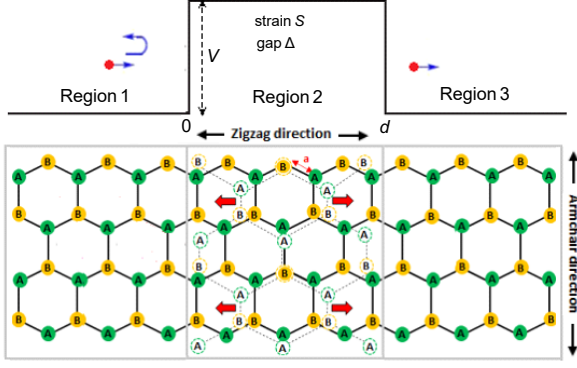 strain S
gap Δ
V
Region 1
Region 2
Region 3
0
Zigzag direction
d
B B B B B B B B B B B
a
A A A A A A A A A A
A A
B B B B B B B B B B B B
A A A A A A A A A
A A A
B B B B B B B B B B B
A A A A A A A A A A
A A
B B B B B B B B B B B B
A A A A A A A A A
A A A
Armchair direction